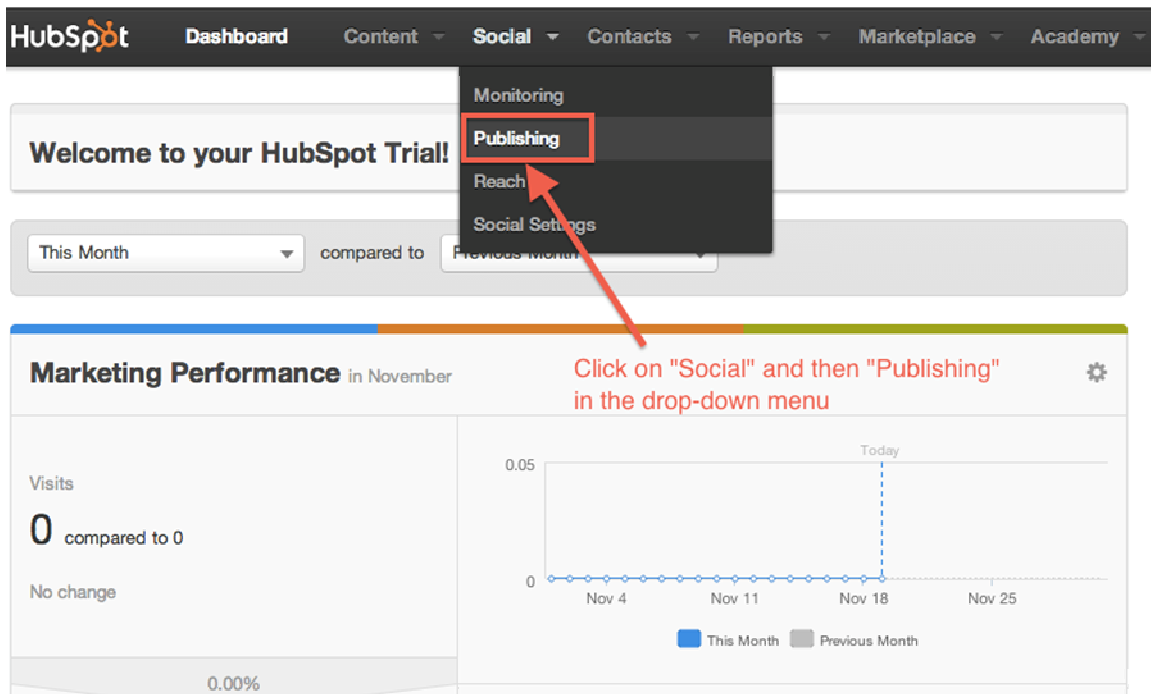 HubSpot Dashboard Content Social Contacts Reports Marketplace Academy
Monitoring
Publishing
Reach
Social Settings
Welcome to your HubSpot Trial!
This Month compared to Previous Month
Marketing Performance in November
Click on "Social" and then "Publishing"
in the drop-down menu
Visits
0 compared to 0
No change
0.00%
Today
0.05
0
Nov 4 Nov 11 Nov 18 Nov 25
This Month Previous Month